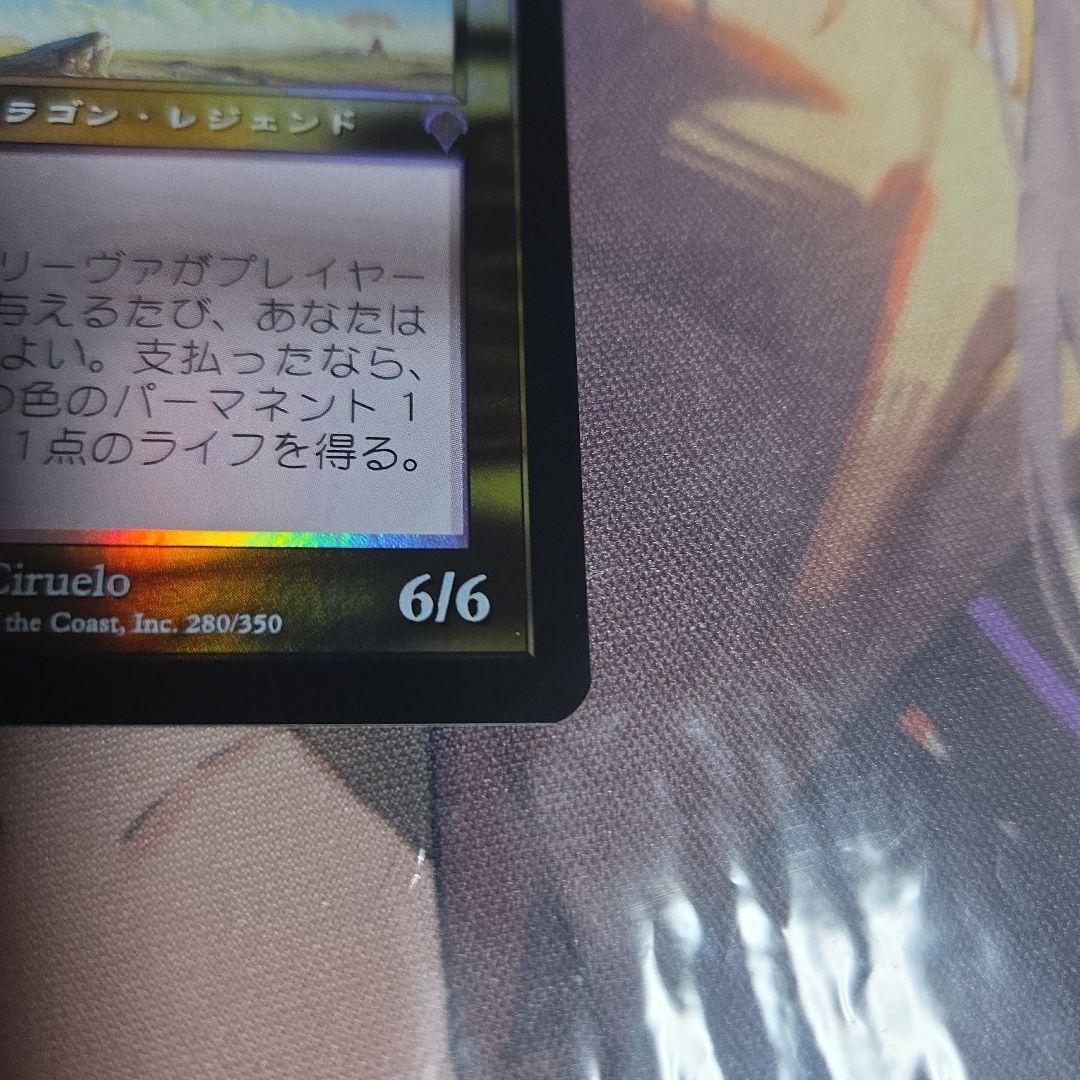 ラゴン・レジェンド
リーヴァがプレイヤー
与えるたび、あなたは
よい。支払ったなら、
の色のパーマネント 1
1点のライフを得る。
Ciruelo
6/6
the Coast, Inc. 280/350